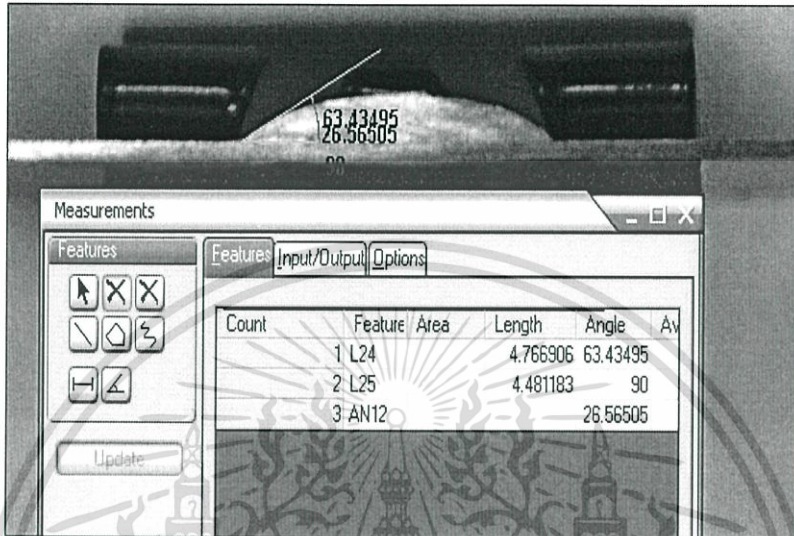 63.43495
26.56505
90
Measurements
Features
Features Input/Output Options
Count Feature Area Length Angle Av
1 L24 4.766906 63.43495
2 L25 4.481183 90
3 AN12 26.56505
Update